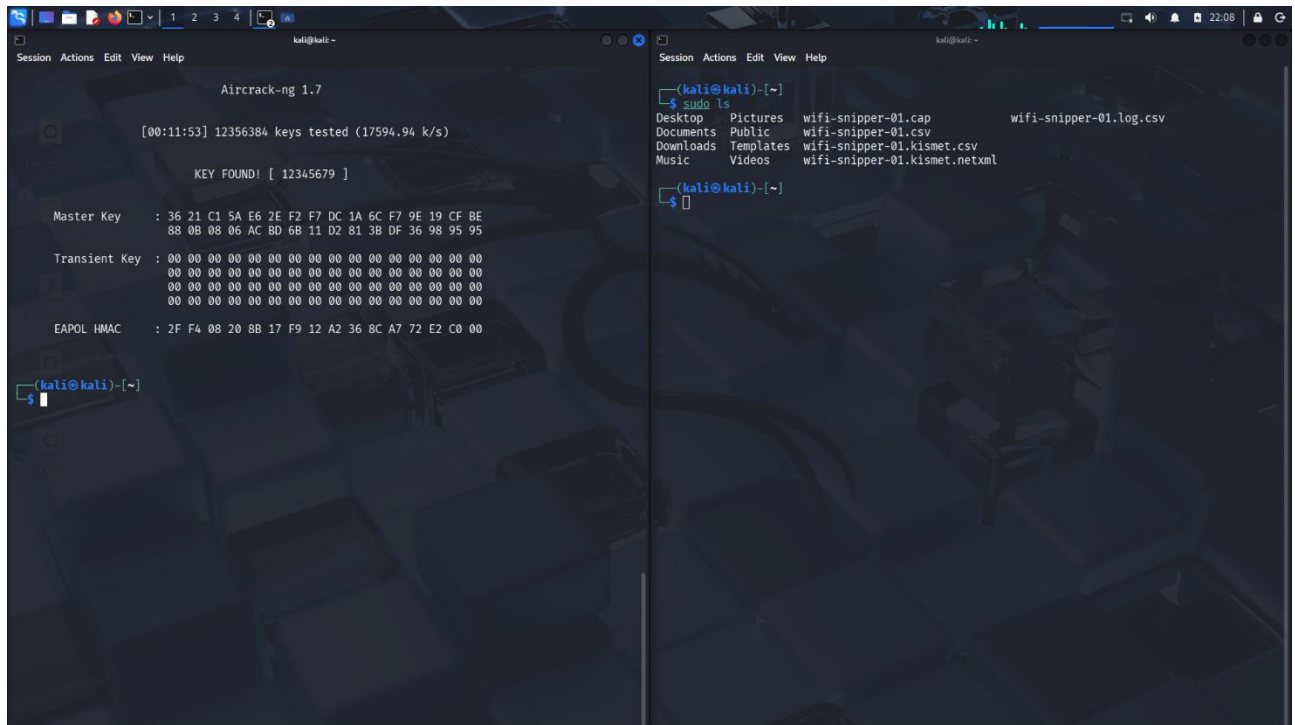 1 2 3 4
2
22:08
kali@kali: ~
Session Actions Edit View Help
Aircrack-ng 1.7
[00:11:53] 12356384 keys tested (17594.94 k/s)
KEY FOUND! [ 12345679 ]
Master Key : 36 21 C1 5A E6 2E F2 F7 DC 1A 6C F7 9E 19 CF BE
88 0B 08 06 AC BD 6B 11 D2 81 3B DF 36 98 95 95
Transient Key : 00 00 00 00 00 00 00 00 00 00 00 00 00 00 00 00
00 00 00 00 00 00 00 00 00 00 00 00 00 00 00 00
00 00 00 00 00 00 00 00 00 00 00 00 00 00 00 00
00 00 00 00 00 00 00 00 00 00 00 00 00 00 00 00
EAPOL HMAC : 2F F4 08 20 8B 17 F9 12 A2 36 8C A7 72 E2 C0 00
(kali㉿kali)-[~]
$
kali@kali: ~
Session Actions Edit View Help
(kali㉿kali)-[~]
$ sudo ls
Desktop Pictures wifi-snipper-01.cap wifi-snipper-01.log.csv
Documents Public wifi-snipper-01.csv
Downloads Templates wifi-snipper-01.kismet.csv
Music Videos wifi-snipper-01.kismet.netxml
(kali㉿kali)-[~]
$